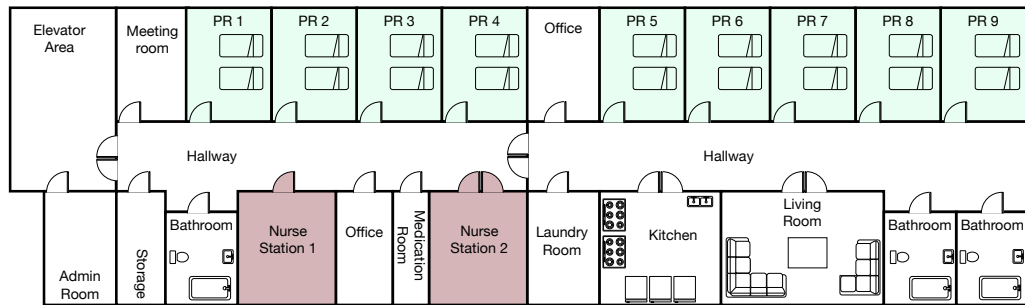 Elevator
Area
Meeting
room
PR 1
PR 2
PR 3
PR 4
Office
PR 5
PR 6
PR 7
PR 8
PR 9
Hallway
Hallway
Admin
Room
Storage
Bathroom
Nurse
Station 1
Office
Medication
Room
Nurse
Station 2
Laundry
Room
Kitchen
Living
Room
Bathroom
Bathroom